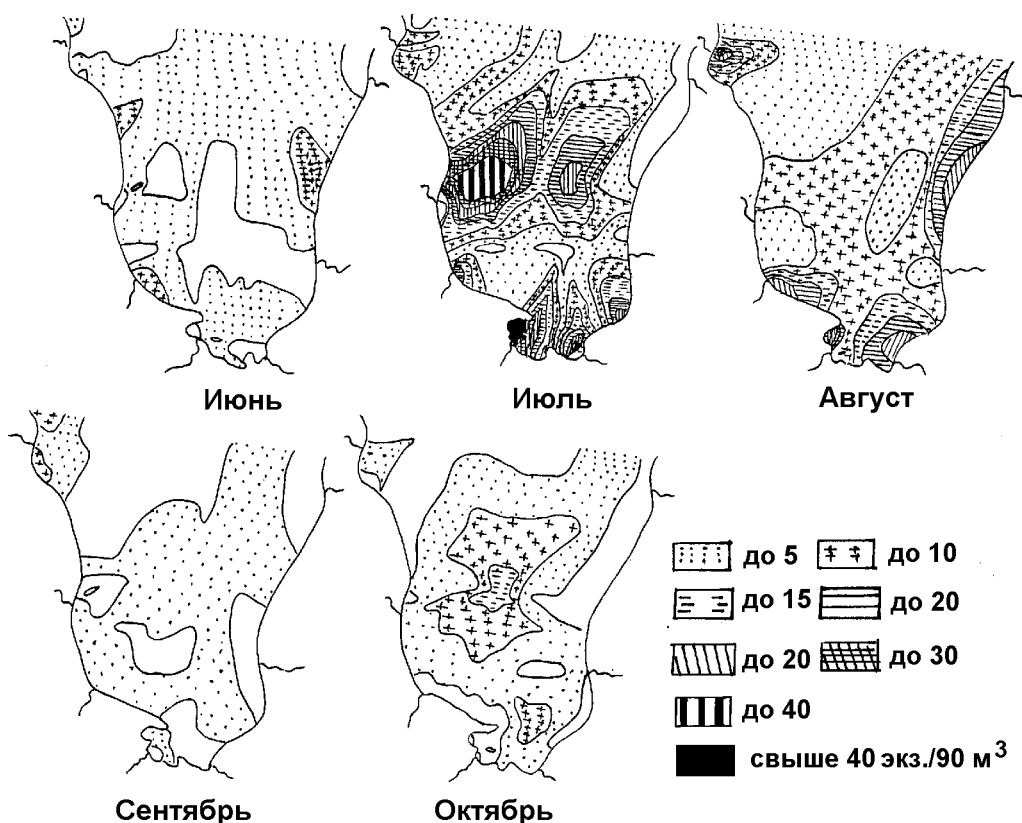 Июнь
Июль
Август
до 5
до 10
до 15
до 20
до 20
до 30
до 40
свыше 40 экз./90 м³
Сентябрь
Октябрь